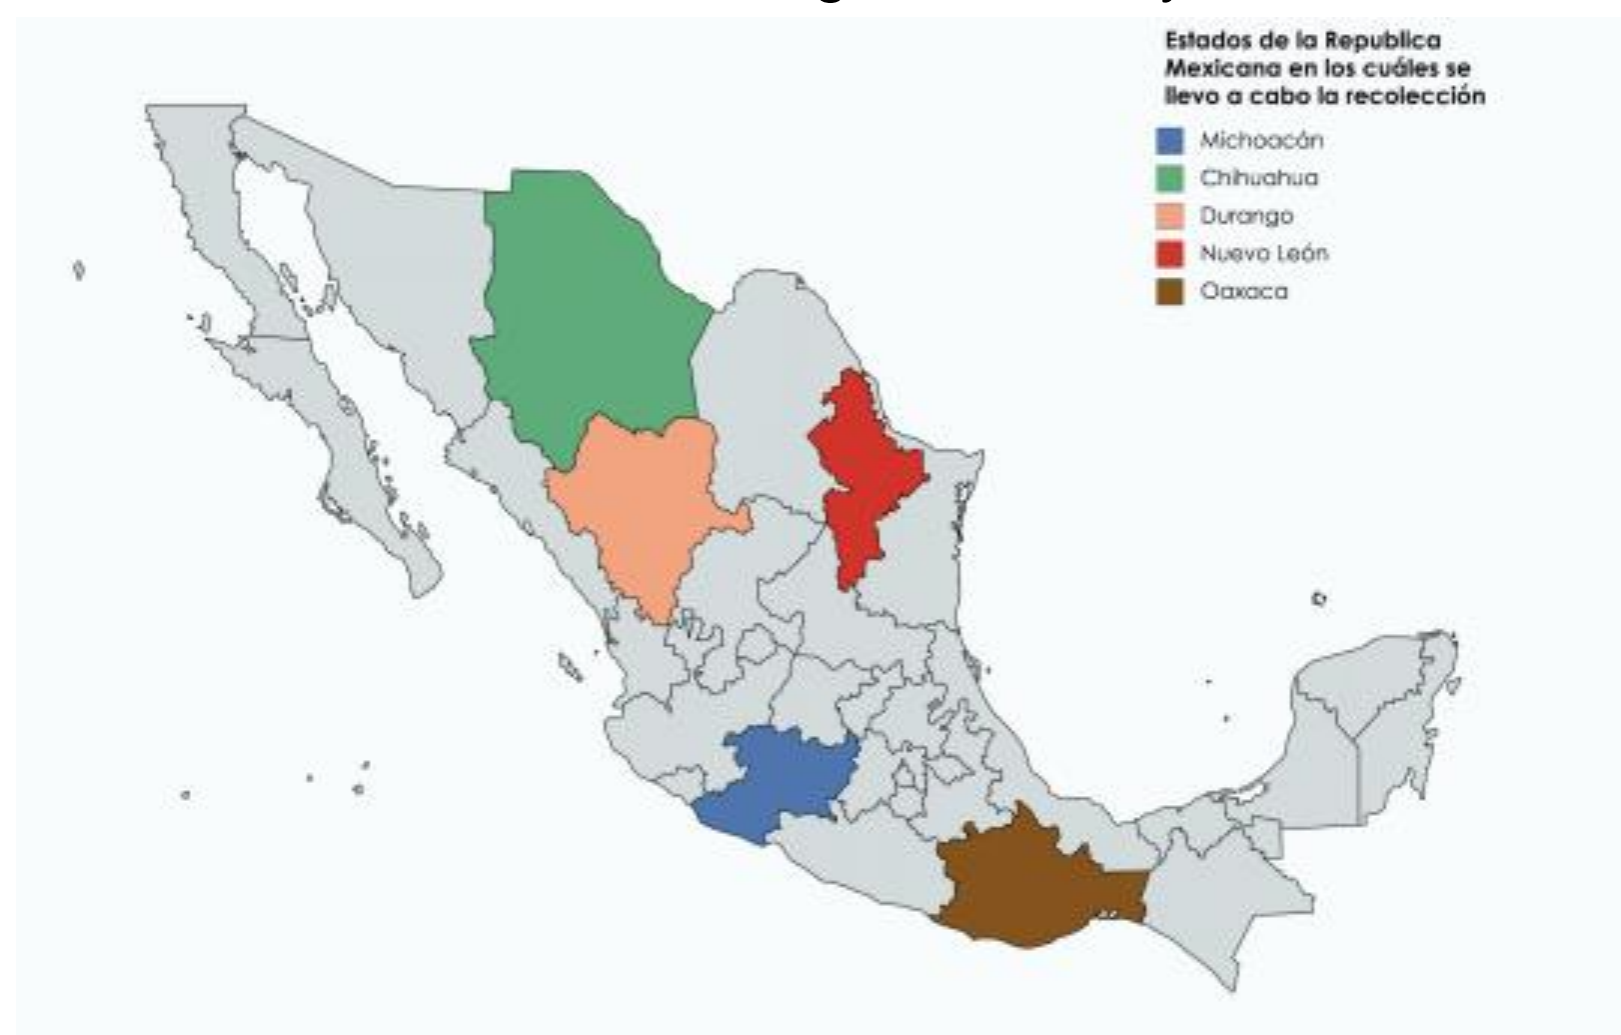 Estados de la Republica
Mexicana en los cuáles se
llevo a cabo la recolección
Michoacán
Chihuahua
Durango
Nuevo León
Oaxaca